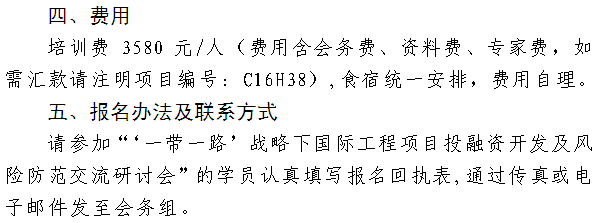 四、费用
培训费 3580 元/人（费用含会务费、资料费、专家费，如
需汇款请注明项目编号：C16H38）,食宿统一安排，费用自理。
五、报名办法及联系方式
请参加“‘一带一路’战略下国际工程项目投融资开发及风
险防范交流研讨会”的学员认真填写报名回执表,通过传真或电
子邮件发至会务组。